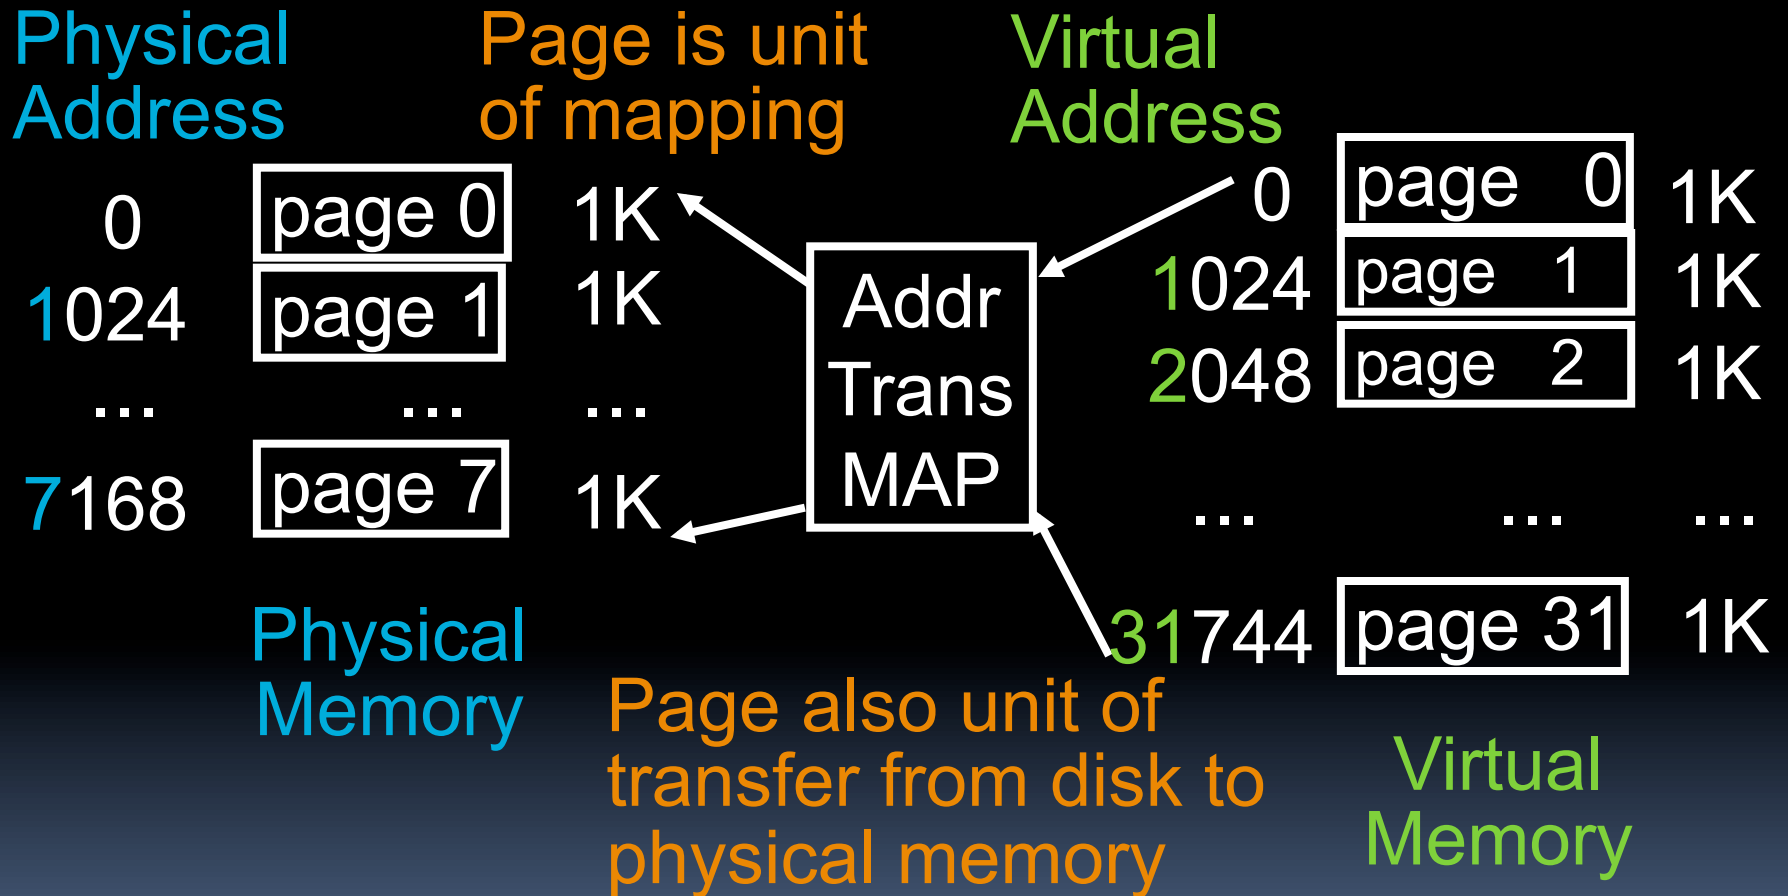 Physical
Address
Page is unit
of mapping
Virtual
Address
0 page 0 1K
1024 page 1 1K
... ... ...
7168 page 7 1K
Physical
Memory
Addr
Trans
MAP
0 page 0 1K
1024 page 1 1K
2048 page 2 1K
... ... ...
31744 page 31 1K
Page also unit of
transfer from disk to
physical memory
Virtual
Memory